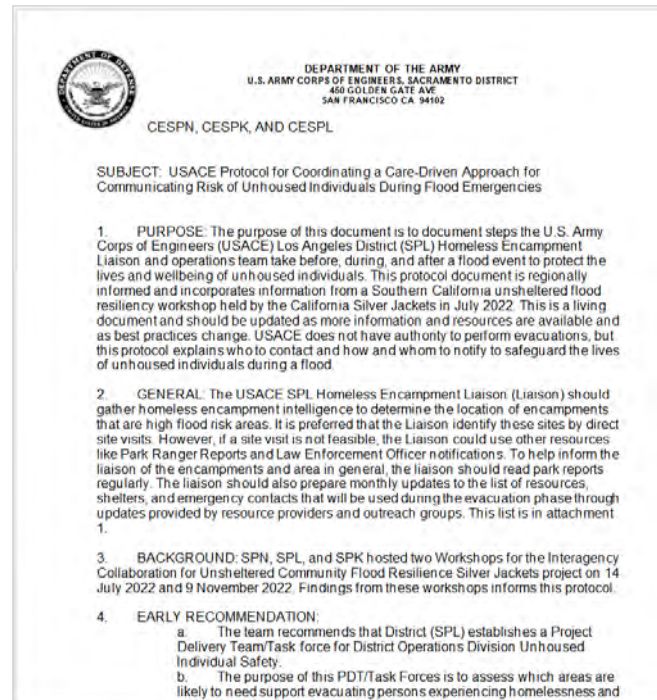 DEPARTMENT OF THE ARMY
U.S. ARMY CORPS OF ENGINEERS, SACRAMENTO DISTRICT
450 GOLDEN GATE AVE
SAN FRANCISCO CA 94102
CESPN, CESPK, AND CESPL
SUBJECT: USACE Protocol for Coordinating a Care-Driven Approach for
Communicating Risk of Unhoused Individuals During Flood Emergencies
1. PURPOSE: The purpose of this document is to document steps the U.S. Army
Corps of Engineers (USACE) Los Angeles District (SPL) Homeless Encampment
Liaison and operations team take before, during, and after a flood event to protect the
lives and wellbeing of unhoused individuals. This protocol document is regionally
informed and incorporates information from a Southern California unsheltered flood
resiliency workshop held by the California Silver Jackets in July 2022. This is a living
document and should be updated as more information and resources are available and
as best practices change. USACE does not have authority to perform evacuations, but
this protocol explains who to contact and how and whom to notify to safeguard the lives
of unhoused individuals during a flood.
2. GENERAL: The USACE SPL Homeless Encampment Liaison (Liaison) should
gather homeless encampment intelligence to determine the location of encampments
that are high flood risk areas. It is preferred that the Liaison identify these sites by direct
site visits. However, if a site visit is not feasible, the Liaison could use other resources
like Park Ranger Reports and Law Enforcement Officer notifications. To help inform the
liaison of the encampments and area in general, the liaison should read park reports
regularly. The liaison should also prepare monthly updates to the list of resources,
shelters, and emergency contacts that will be used during the evacuation phase through
updates provided by resource providers and outreach groups. This list is in attachment
1.
3. BACKGROUND: SPN, SPL, and SPK hosted two Workshops for the Interagency
Collaboration for Unsheltered Community Flood Resilience Silver Jackets project on 14
July 2022 and 9 November 2022. Findings from these workshops informs this protocol.
4. EARLY RECOMMENDATION:
a. The team recommends that District (SPL) establishes a Project
Delivery Team/Task force for District Operations Division Unhoused
Individual Safety.
b. The purpose of this PDT/Task Forces is to assess which areas are
likely to need support evacuating persons experiencing homelessness and